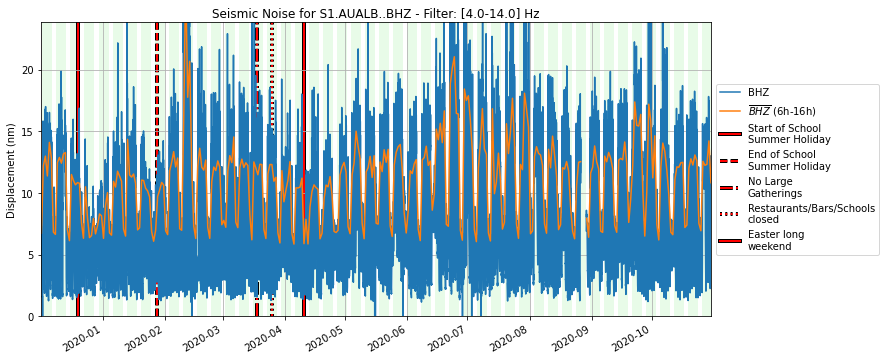 Seismic Noise for S1.AUALB..BHZ - Filter: [4.0-14.0] Hz
Displacement (nm)
20
15
10
5
0
2020-01
2020-02
2020-03
2020-04
2020-05
2020-06
2020-07
2020-08
2020-09
2020-10
BHZ
BHZ (6h-16h)
Start of School
Summer Holiday
End of School
Summer Holiday
No Large
Gatherings
Restaurants/Bars/Schools
closed
Easter long
weekend